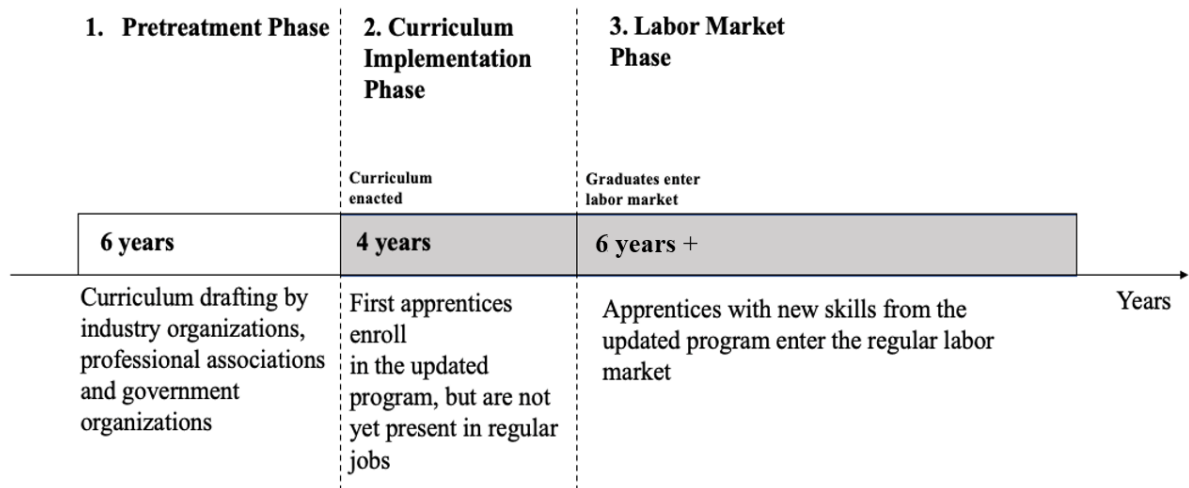 1. Pretreatment Phase
2. Curriculum
Implementation
Phase
3. Labor Market
Phase
Curriculum
enacted
Graduates enter
labor market
6 years
4 years
6 years +
Curriculum drafting by
industry organizations,
professional associations
and government
organizations
First apprentices
enroll
in the updated
program, but are not
yet present in regular
jobs
Apprentices with new skills from the
updated program enter the regular labor
market
Years